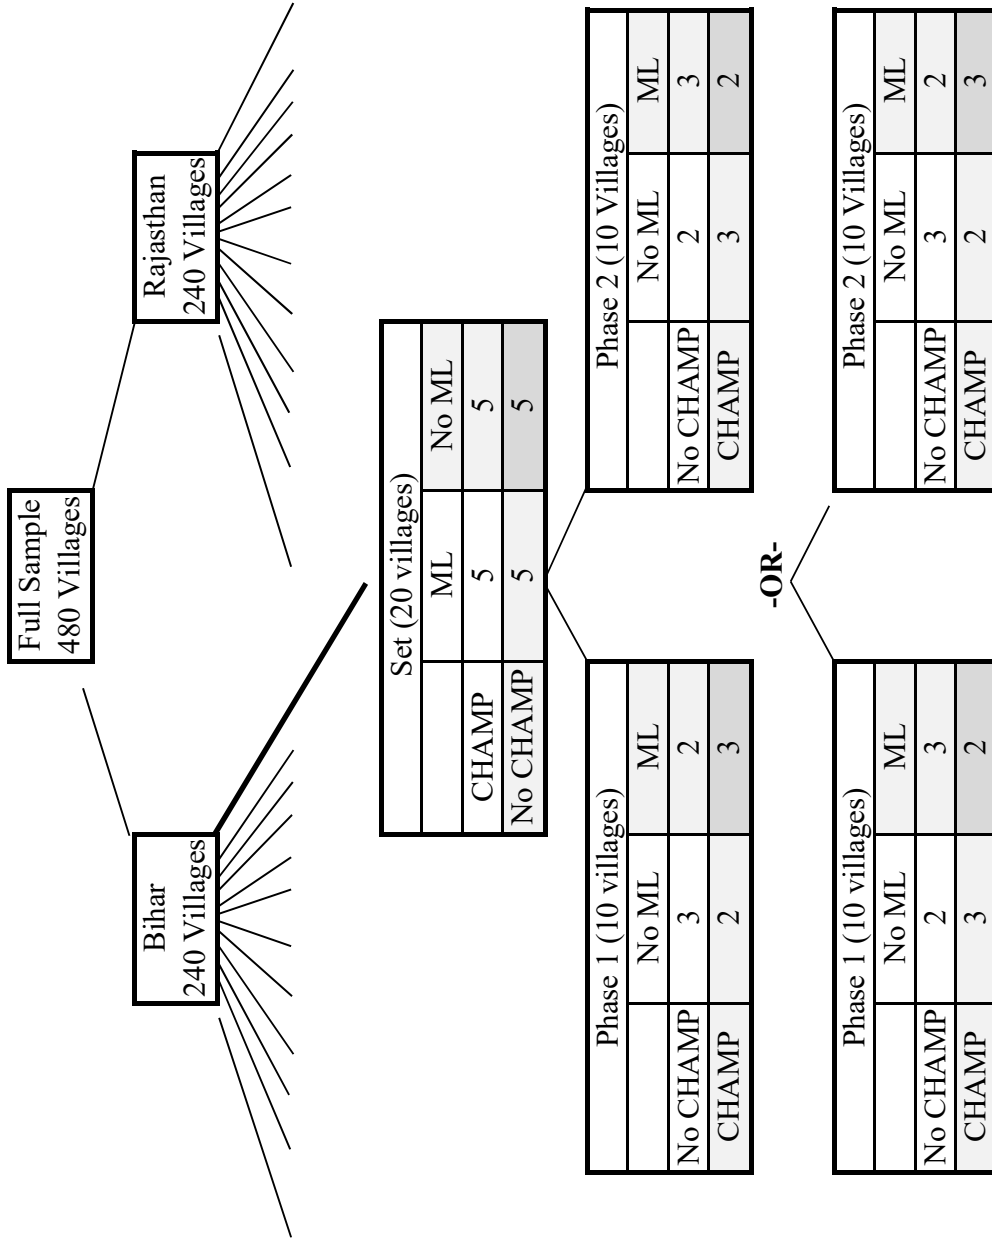 Full Sample
480 Villages
Bihar
240 Villages
Rajasthan
240 Villages
Set (20 villages)
ML No ML
CHAMP 5 5
No CHAMP 5 5
Phase 1 (10 villages)
No ML ML
No CHAMP 3 2
CHAMP 2 3
Phase 2 (10 Villages)
No ML ML
No CHAMP 2 3
CHAMP 3 2
-OR-
Phase 1 (10 villages)
No ML ML
No CHAMP 2 3
CHAMP 3 2
Phase 2 (10 Villages)
No ML ML
No CHAMP 3 2
CHAMP 2 3